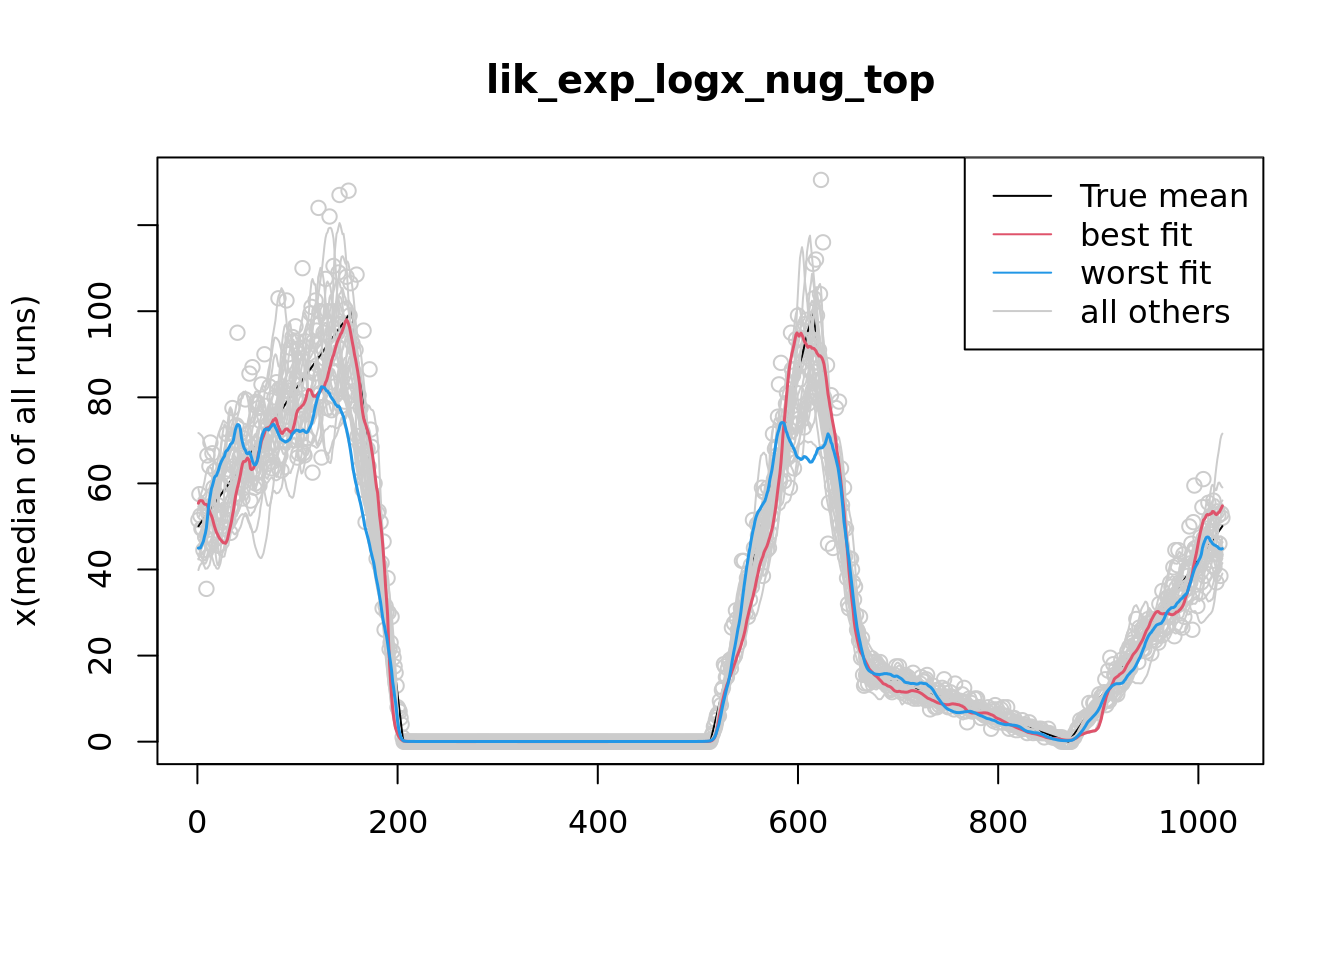 lik_exp_logx_nug_top
x(median of all runs)
0
20
40
60
80
100
True mean
best fit
worst fit
all others
0
200
400
600
800
1000